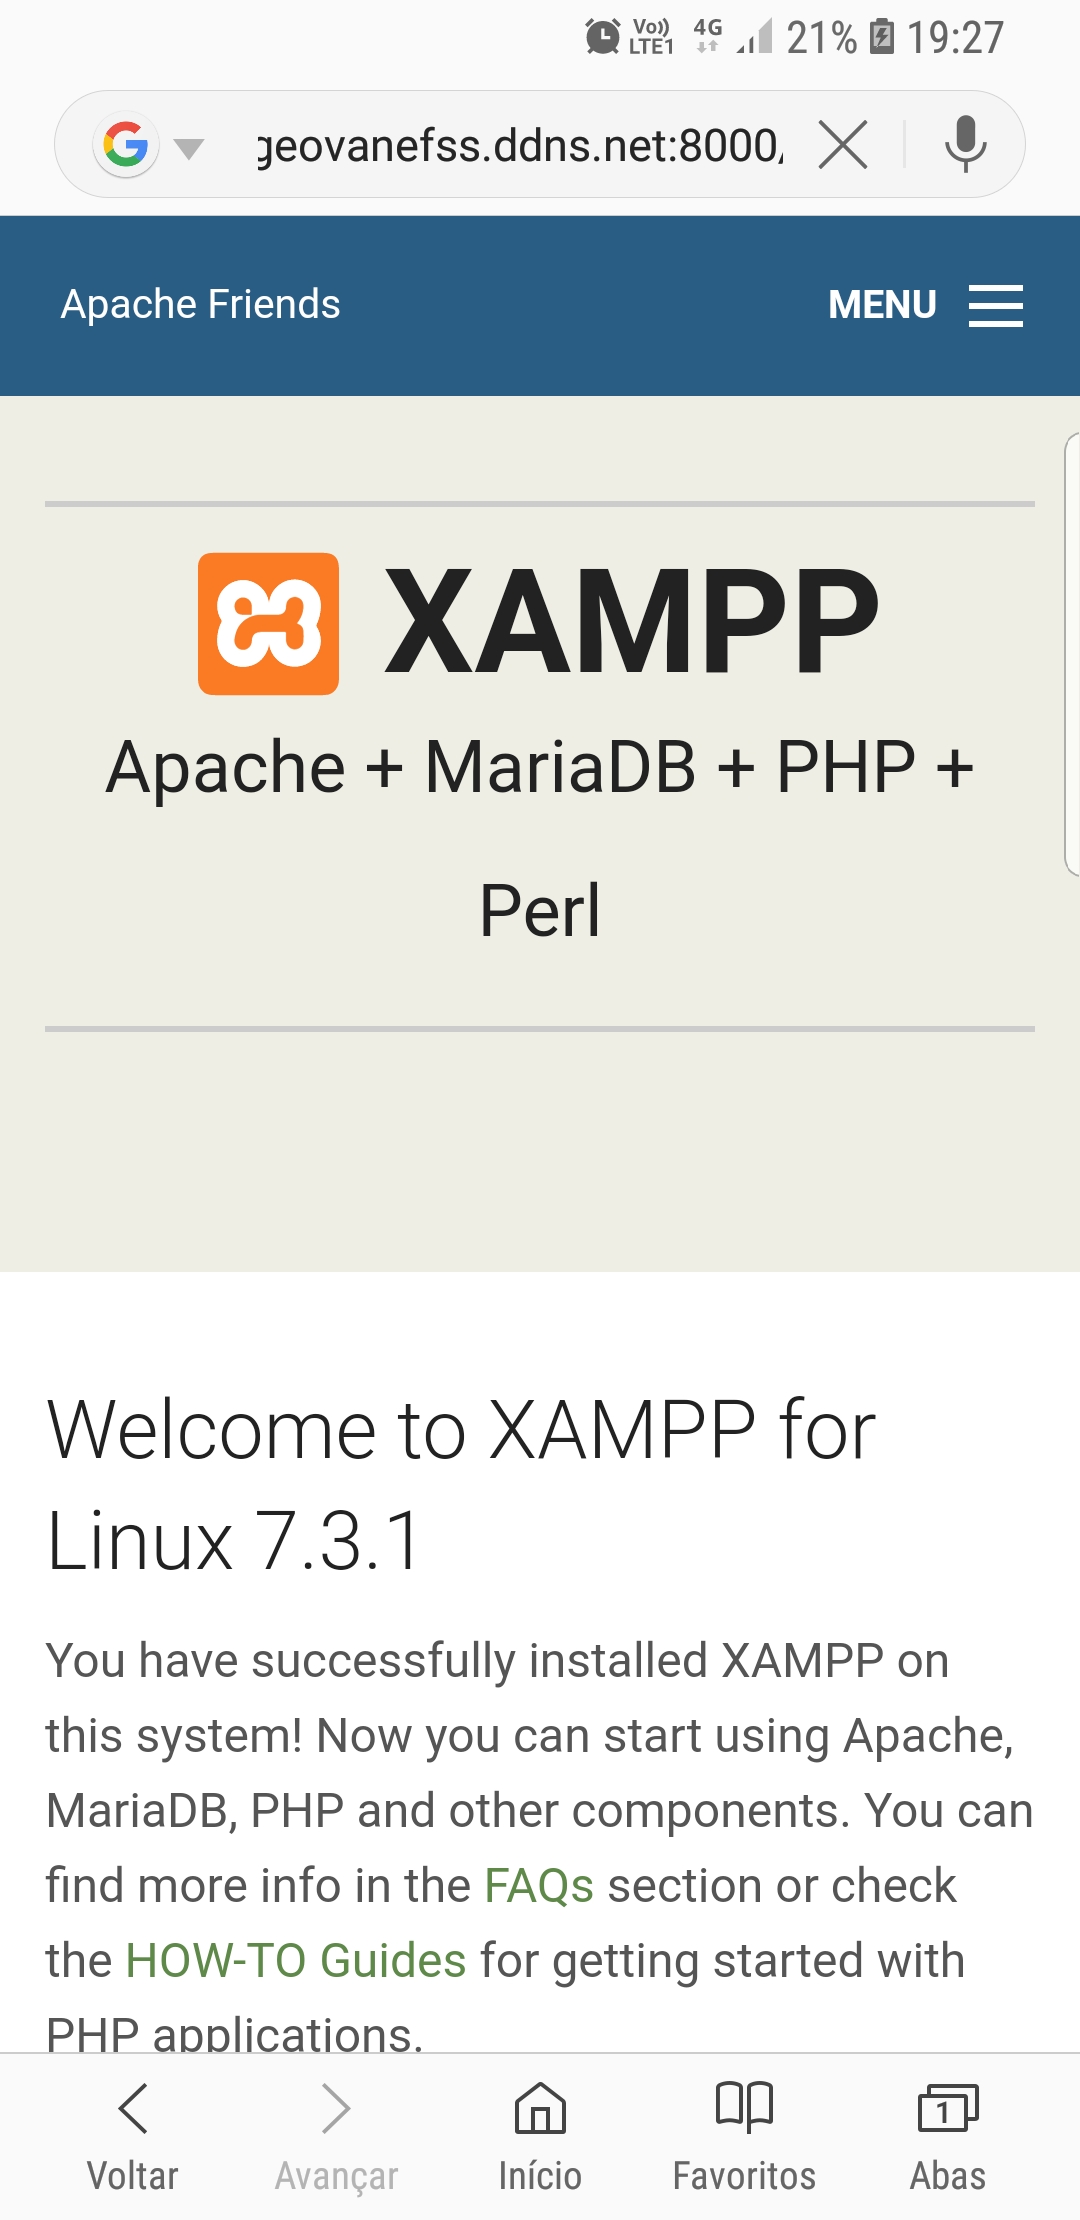 Vo)) LTE1 4G 21% 19:27
geovanefss.ddns.net:8000/
Apache Friends MENU
XAMPP
Apache + MariaDB + PHP +
Perl
Welcome to XAMPP for
Linux 7.3.1
You have successfully installed XAMPP on
this system! Now you can start using Apache,
MariaDB, PHP and other components. You can
find more info in the FAQs section or check
the HOW-TO Guides for getting started with
PHP applications.
1
Voltar Avançar Início Favoritos Abas